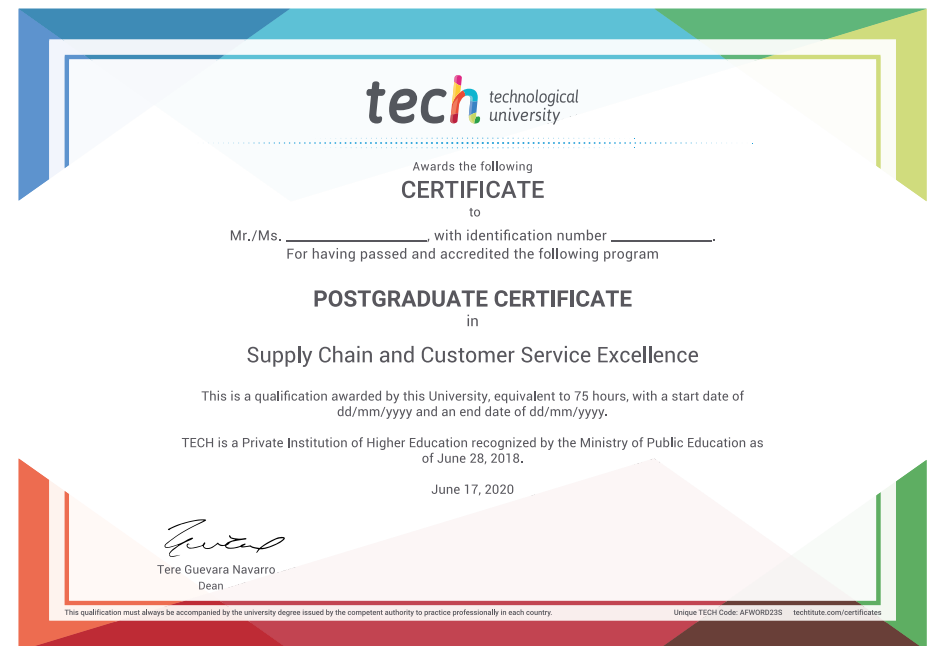 tech technological
university
Awards the following
CERTIFICATE
to
Mr./Ms. ____________________, with identification number ______________.
For having passed and accredited the following program
POSTGRADUATE CERTIFICATE
in
Supply Chain and Customer Service Excellence
This is a qualification awarded by this University, equivalent to 75 hours, with a start date of
dd/mm/yyyy and an end date of dd/mm/yyyy.
TECH is a Private Institution of Higher Education recognized by the Ministry of Public Education as
of June 28, 2018.
June 17, 2020
Tere Guevara Navarro
Dean
This qualification must always be accompanied by the university degree issued by the competent authority to practice professionally in each country.
Unique TECH Code: AFWORD23S techtitute.com/certificates